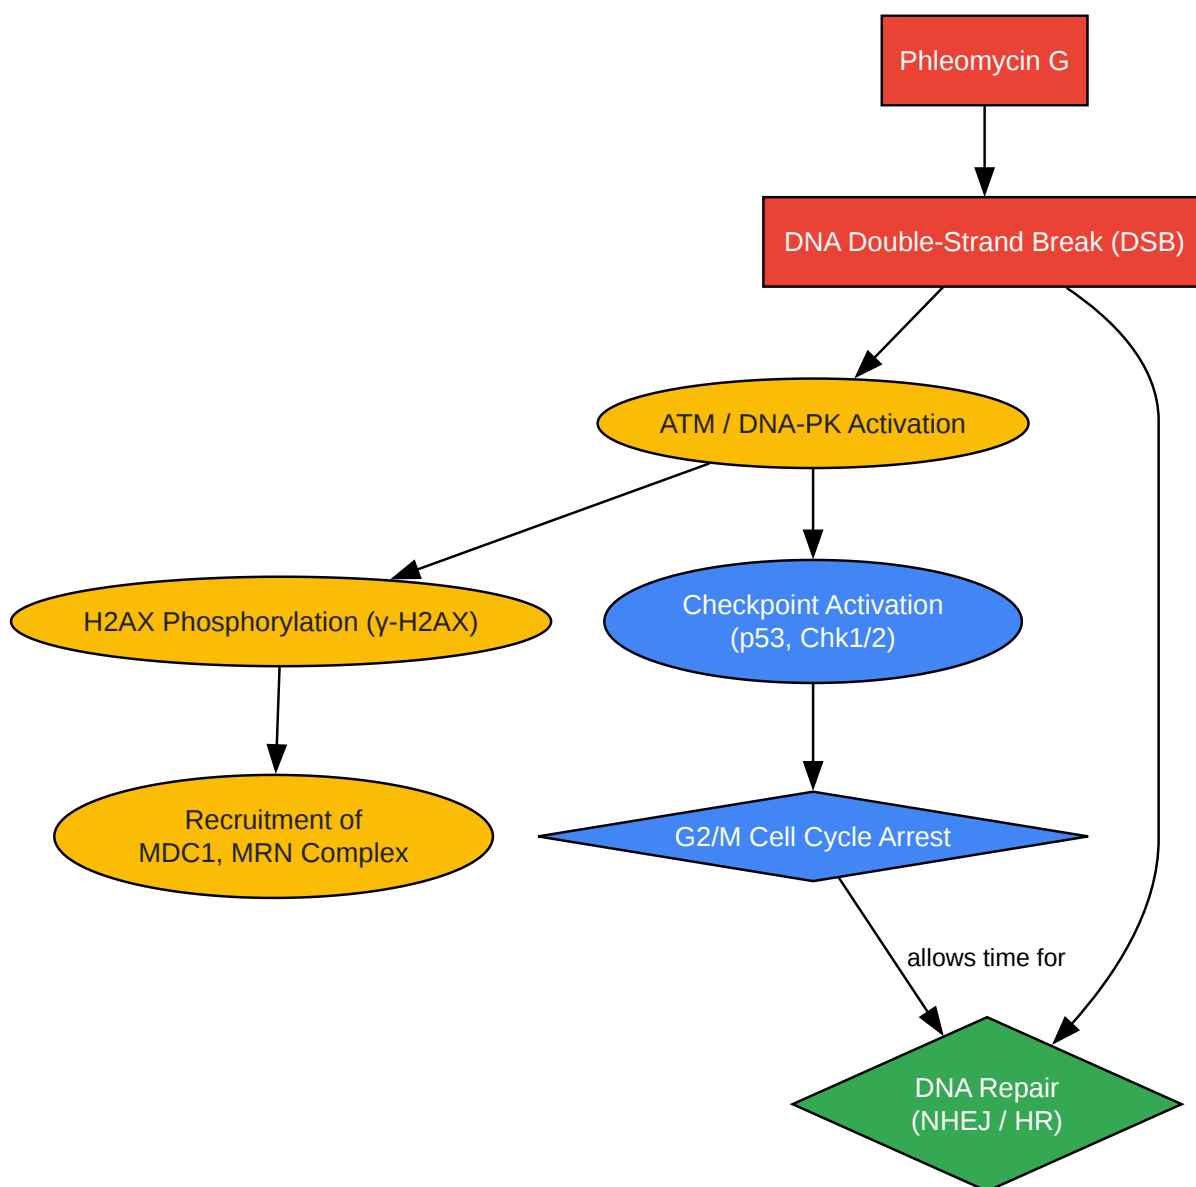 Phleomycin G
DNA Double-Strand Break (DSB)
ATM / DNA-PK Activation
H2AX Phosphorylation (γ-H2AX)
Checkpoint Activation
(p53, Chk1/2)
Recruitment of
MDC1, MRN Complex
G2/M Cell Cycle Arrest
allows time for
DNA Repair
(NHEJ / HR)